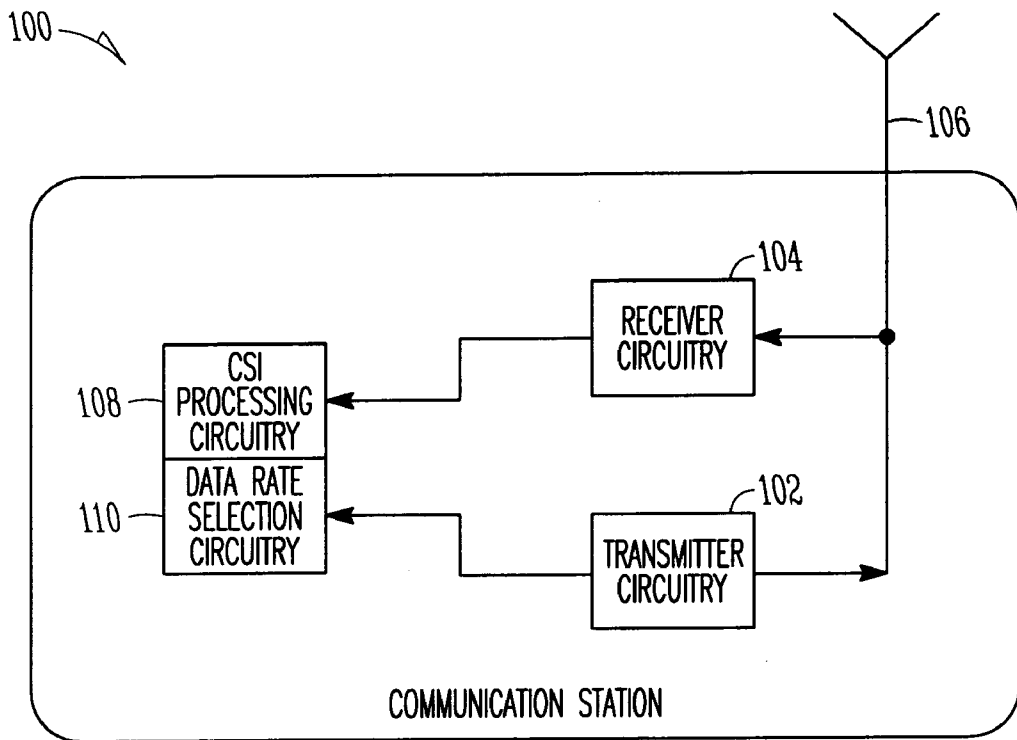 100
106
104
RECEIVER
CIRCUITRY
CSI
PROCESSING
CIRCUITRY
108
DATA RATE
SELECTION
CIRCUITRY
110
102
TRANSMITTER
CIRCUITRY
COMMUNICATION STATION